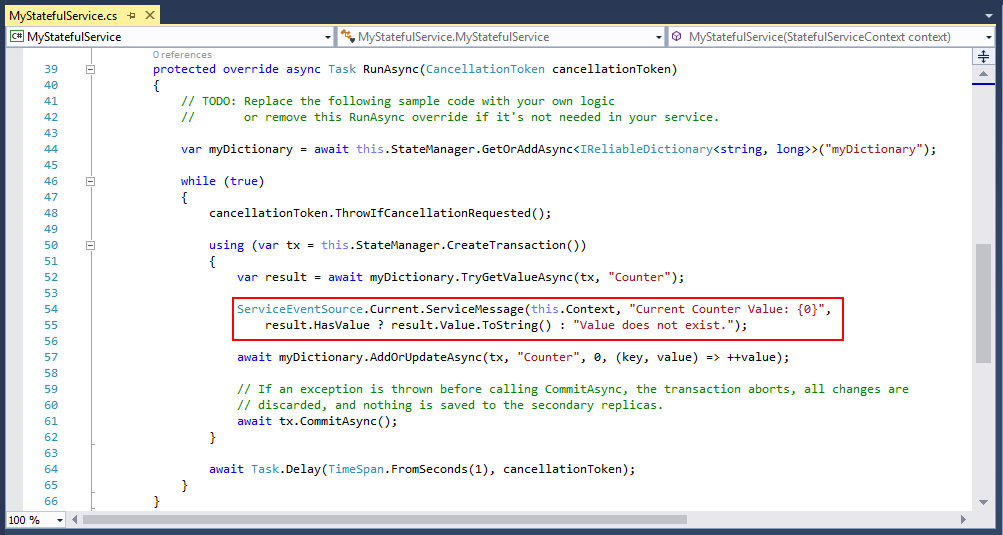 MyStatefulService.cs
C# MyStatefulService MyStatefulService.MyStatefulService MyStatefulService(StatefulServiceContext context)
0 references
39 protected override async Task RunAsync(CancellationToken cancellationToken)
40 {
41 // TODO: Replace the following sample code with your own logic
42 //       or remove this RunAsync override if it's not needed in your service.
43
44 var myDictionary = await this.StateManager.GetOrAddAsync<IReliableDictionary<string, long>>("myDictionary");
45
46 while (true)
47 {
48 cancellationToken.ThrowIfCancellationRequested();
49
50 using (var tx = this.StateManager.CreateTransaction())
51 {
52 var result = await myDictionary.TryGetValueAsync(tx, "Counter");
53
54 ServiceEventSource.Current.ServiceMessage(this.Context, "Current Counter Value: {0}",
55 result.HasValue ? result.Value.ToString() : "Value does not exist.");
56
57 await myDictionary.AddOrUpdateAsync(tx, "Counter", 0, (key, value) => ++value);
58
59 // If an exception is thrown before calling CommitAsync, the transaction aborts, all changes are
60 // discarded, and nothing is saved to the secondary replicas.
61 await tx.CommitAsync();
62 }
63
64 await Task.Delay(TimeSpan.FromSeconds(1), cancellationToken);
65 }
66 }
100 %